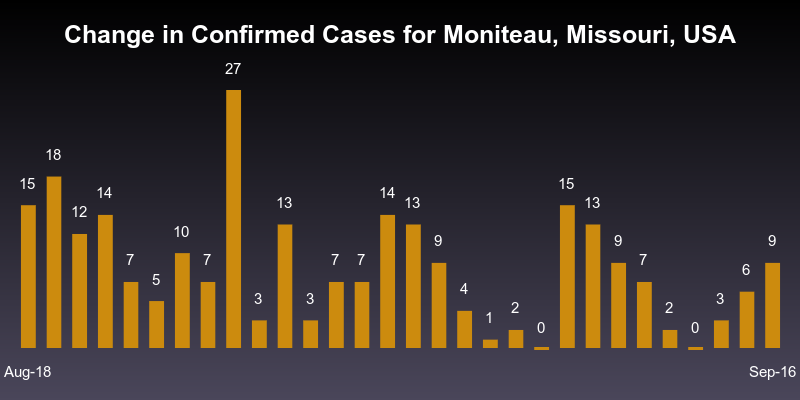 Change in Confirmed Cases for Moniteau, Missouri, USA
15 18 12 14 7 5 10 7 27 3 13 3 7 7 14 13 9 4 1 2 0 15 13 9 7 2 0 3 6 9
Aug-18 Sep-16